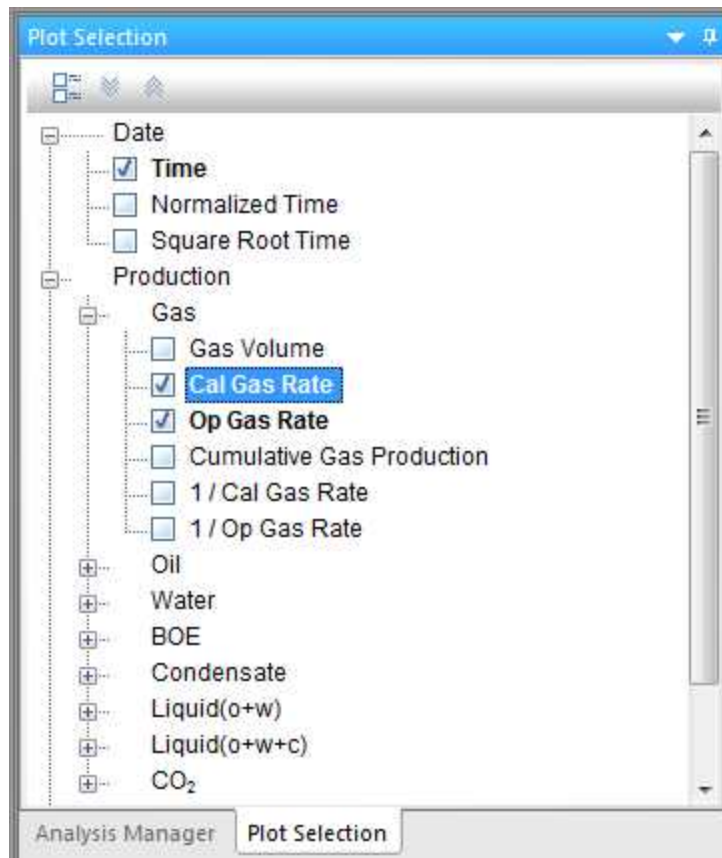 Plot Selection
Date
Time
Normalized Time
Square Root Time
Production
Gas
Gas Volume
Cal Gas Rate
Op Gas Rate
Cumulative Gas Production
1 / Cal Gas Rate
1 / Op Gas Rate
Oil
Water
BOE
Condensate
Liquid(o+w)
Liquid(o+w+c)
CO₂
Analysis Manager Plot Selection